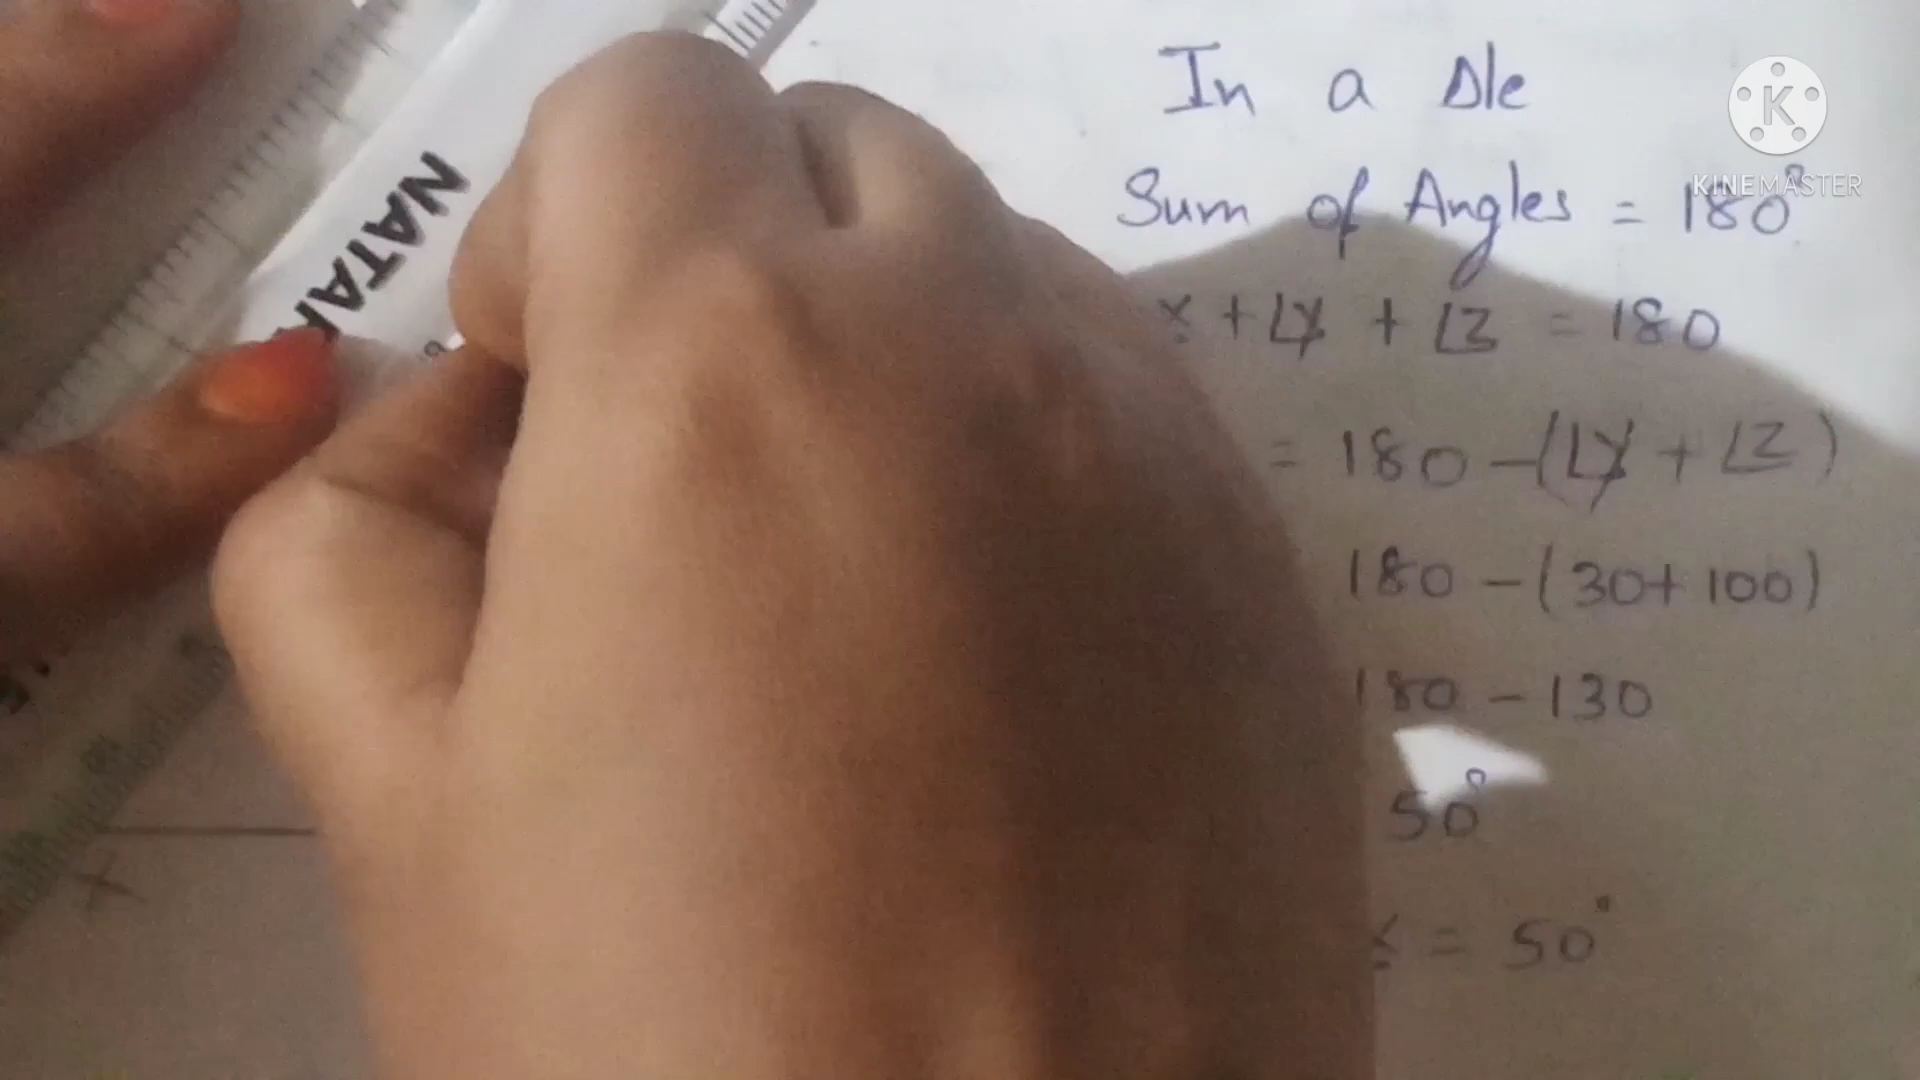 In a Δle
Sum of Angles = 180°
x + ∠y + ∠z = 180
= 180 - (∠y + ∠z)
180 - (30 + 100)
180 - 130
50°
x = 50°
NATA
x
KINEMASTER